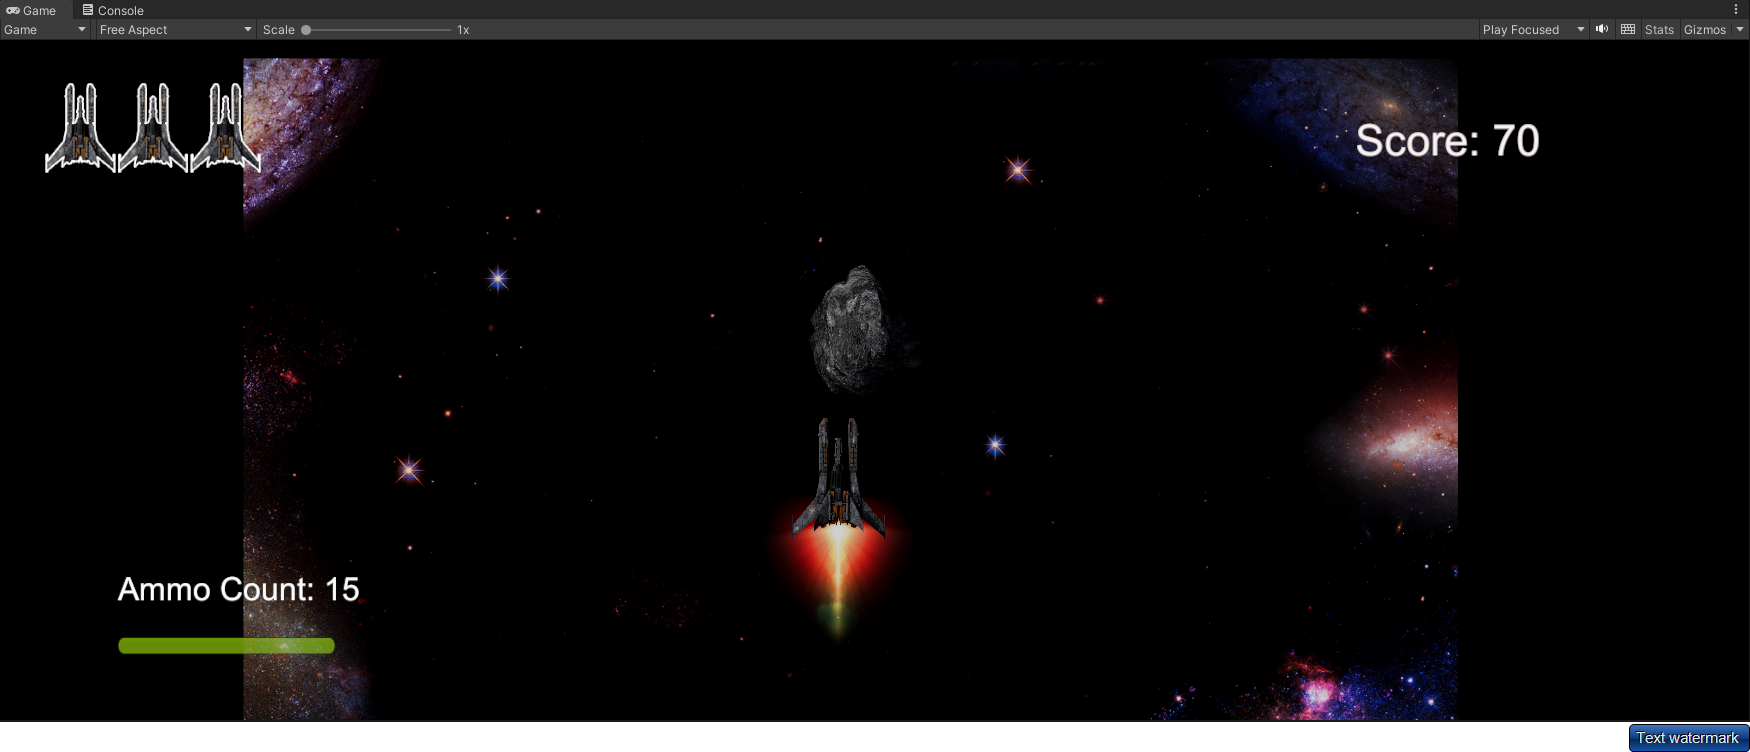 Game Console
Game Free Aspect Scale 1x Play Focused Stats Gizmos
Score: 70
Ammo Count: 15
Text watermark